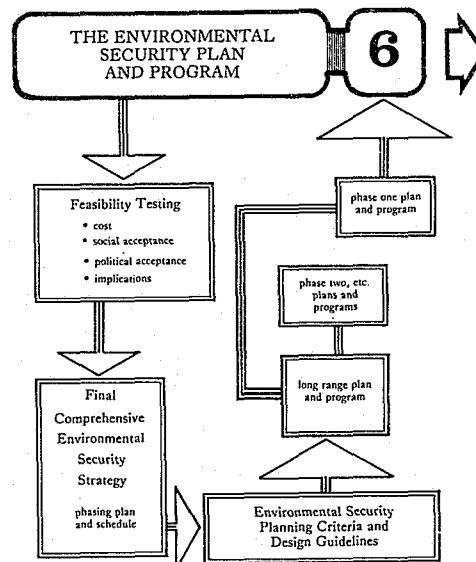 THE ENVIRONMENTAL
SECURITY PLAN
AND PROGRAM
6
Feasibility Testing
• cost
• social acceptance
• political acceptance
• implications
Final
Comprehensive
Environmental
Security
Strategy
phasing plan
and schedule
Environmental Security
Planning Criteria and
Design Guidelines
long range plan
and program
phase two, etc.
plans and
programs
phase one plan
and program